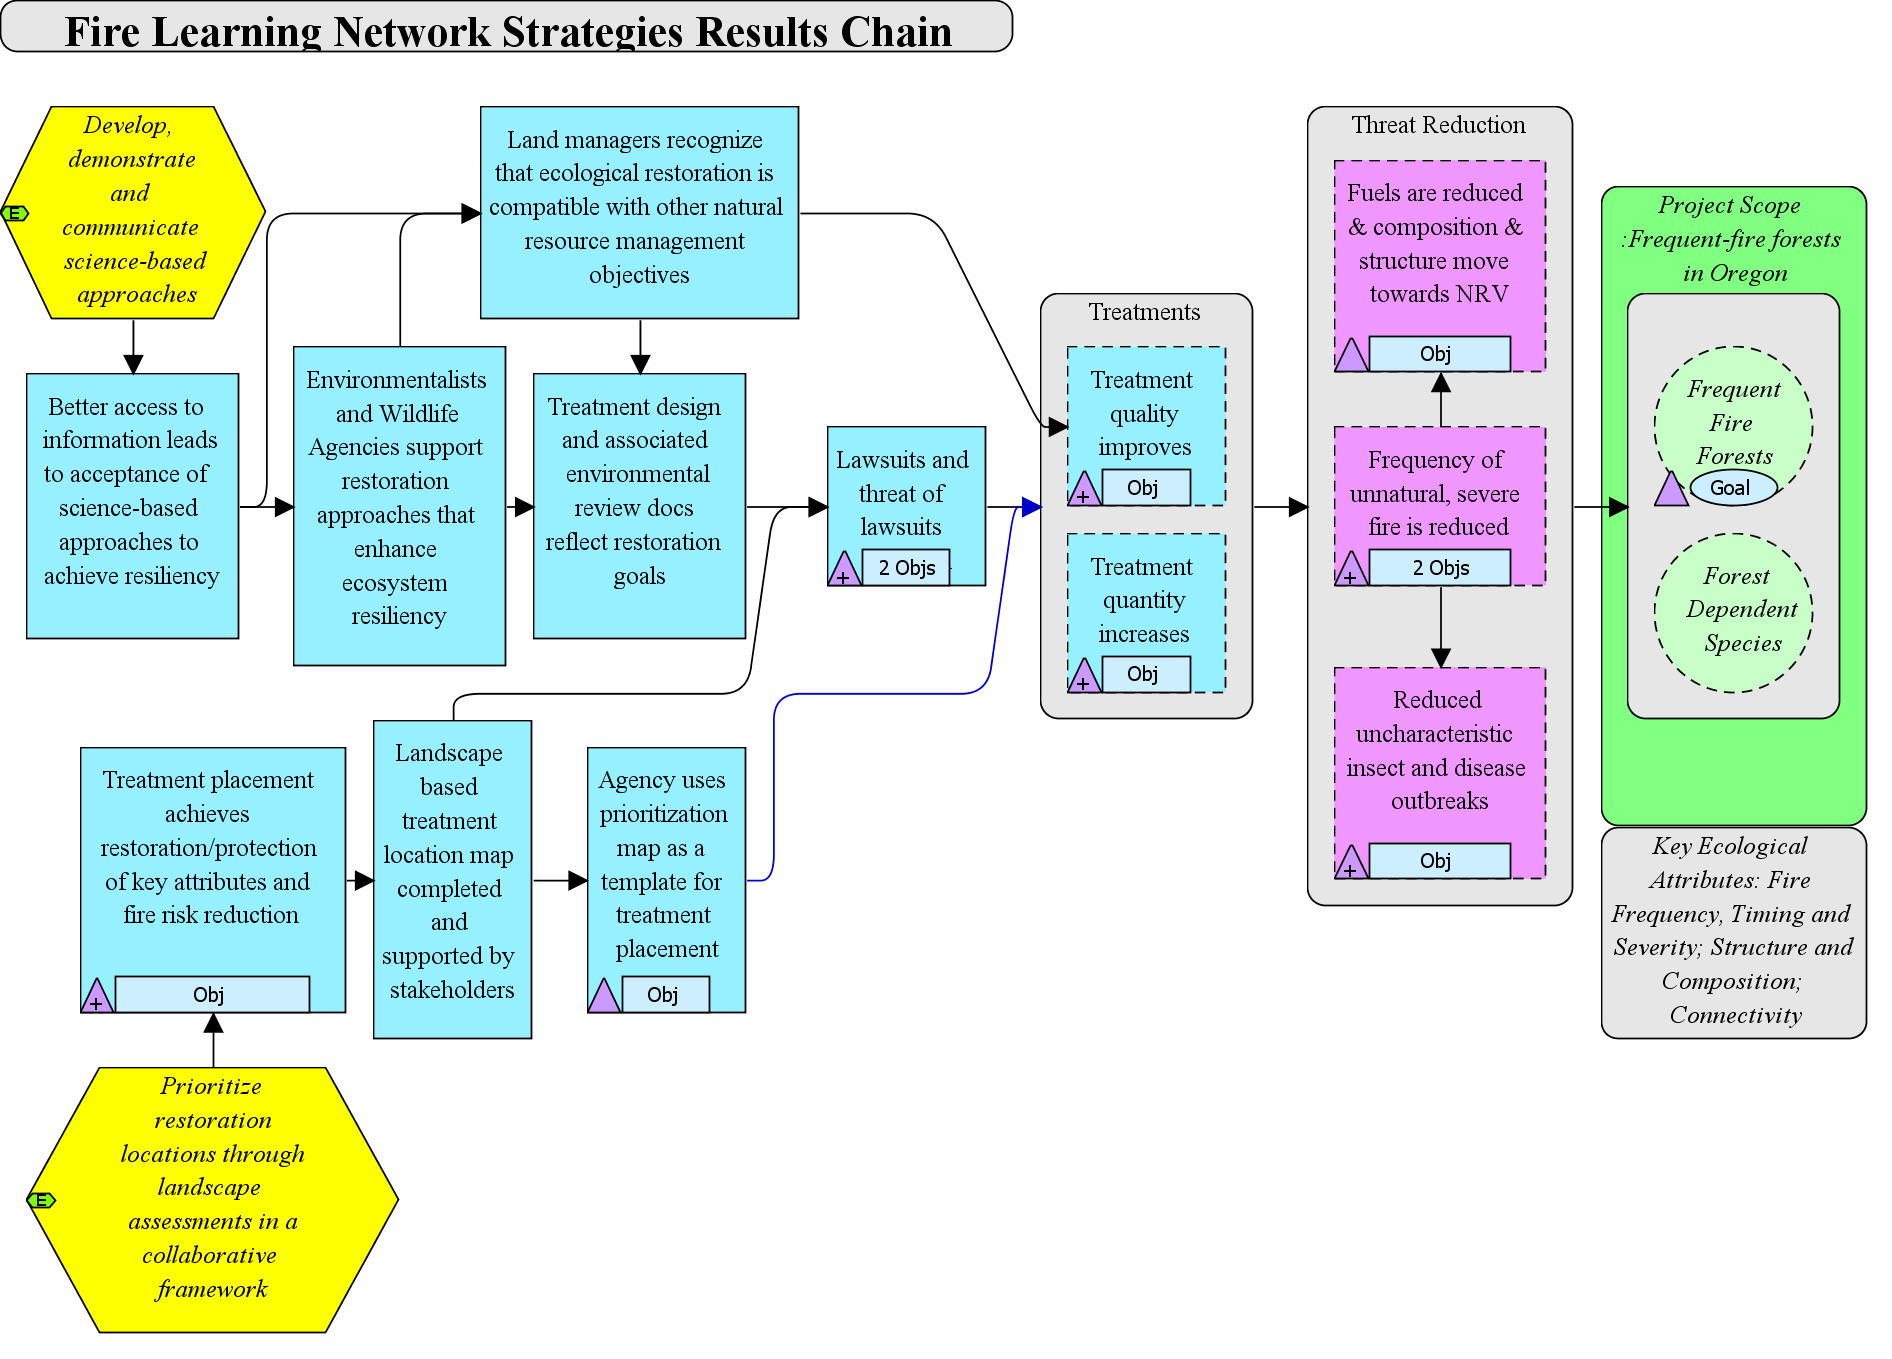 Fire Learning Network Strategies Results Chain
Develop,
demonstrate
and
communicate
science-based
approaches
E
Land managers recognize
that ecological restoration is
compatible with other natural
resource management
objectives
Better access to
information leads
to acceptance of
science-based
approaches to
achieve resiliency
Environmentalists
and Wildlife
Agencies support
restoration
approaches that
enhance
ecosystem
resiliency
Treatment design
and associated
environmental
review docs
reflect restoration
goals
Lawsuits and
threat of
lawsuits
+
2 Objs
Treatments
Treatment
quality
improves
+
Obj
Treatment
quantity
increases
+
Obj
Threat Reduction
Fuels are reduced
& composition &
structure move
towards NRV
Obj
Frequency of
unnatural, severe
fire is reduced
+
2 Objs
Reduced
uncharacteristic
insect and disease
outbreaks
+
Obj
Project Scope
:Frequent-fire forests
in Oregon
Frequent
Fire
Forests
Goal
Forest
Dependent
Species
Key Ecological
Attributes: Fire
Frequency, Timing and
Severity; Structure and
Composition;
Connectivity
Treatment placement
achieves
restoration/protection
of key attributes and
fire risk reduction
+
Obj
Landscape
based
treatment
location map
completed
and
supported by
stakeholders
Agency uses
prioritization
map as a
template for
treatment
placement
Obj
Prioritize
restoration
locations through
landscape
assessments in a
collaborative
framework
E